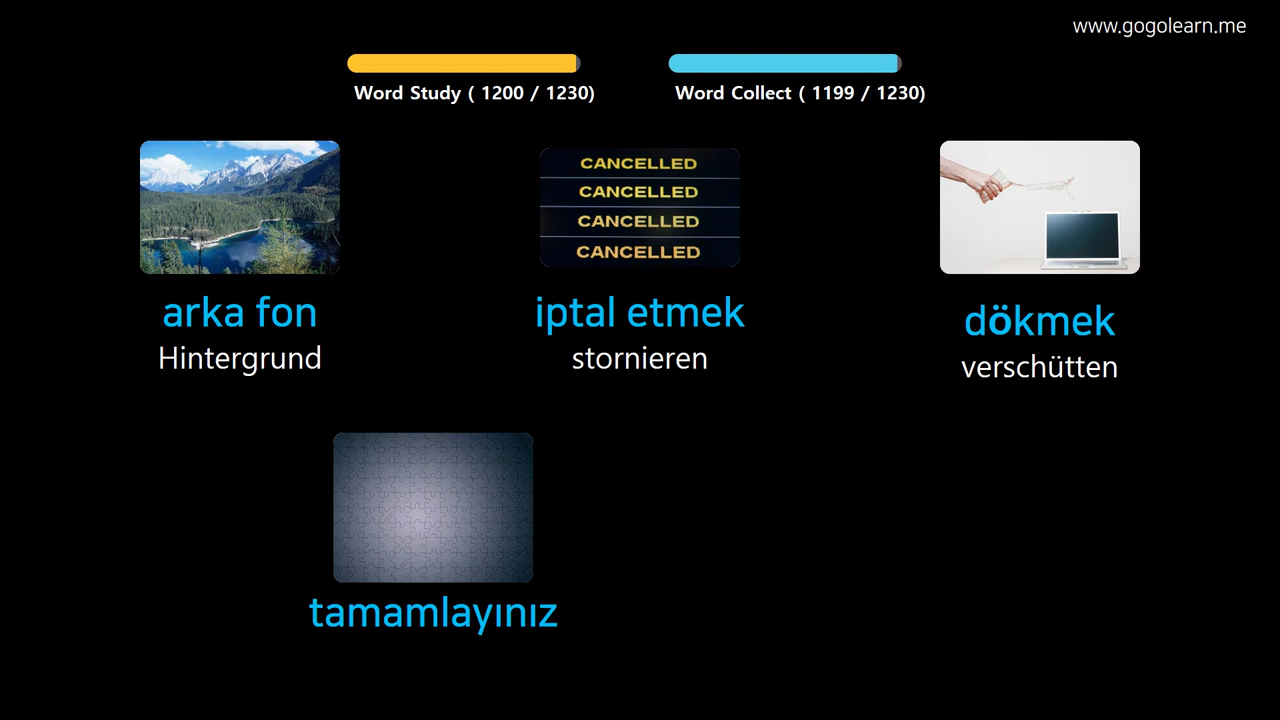 www.gogolearn.me
Word Study ( 1200 / 1230)
Word Collect ( 1199 / 1230)
CANCELLED
CANCELLED
CANCELLED
CANCELLED
arka fon
Hintergrund
iptal etmek
stornieren
dökmek
verschütten
tamamlayınız